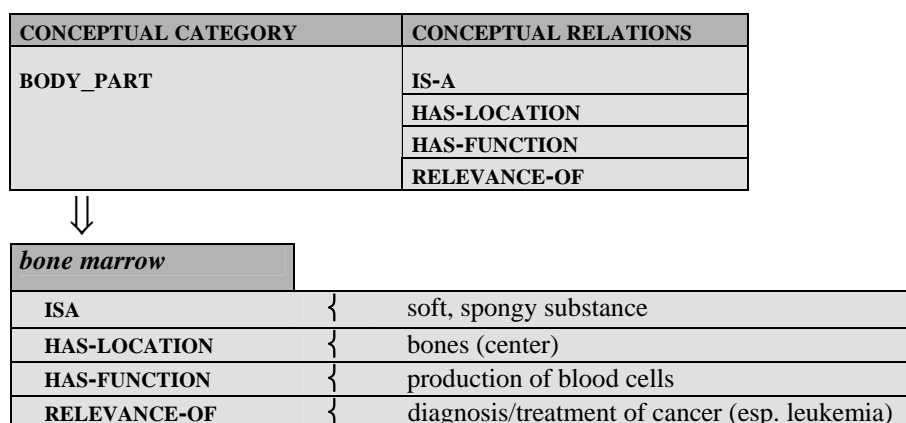 CONCEPTUAL CATEGORY CONCEPTUAL RELATIONS
BODY_PART IS-A
HAS-LOCATION
HAS-FUNCTION
RELEVANCE-OF
⇓
bone marrow
ISA { soft, spongy substance
HAS-LOCATION { bones (center)
HAS-FUNCTION { production of blood cells
RELEVANCE-OF { diagnosis/treatment of cancer (esp. leukemia)